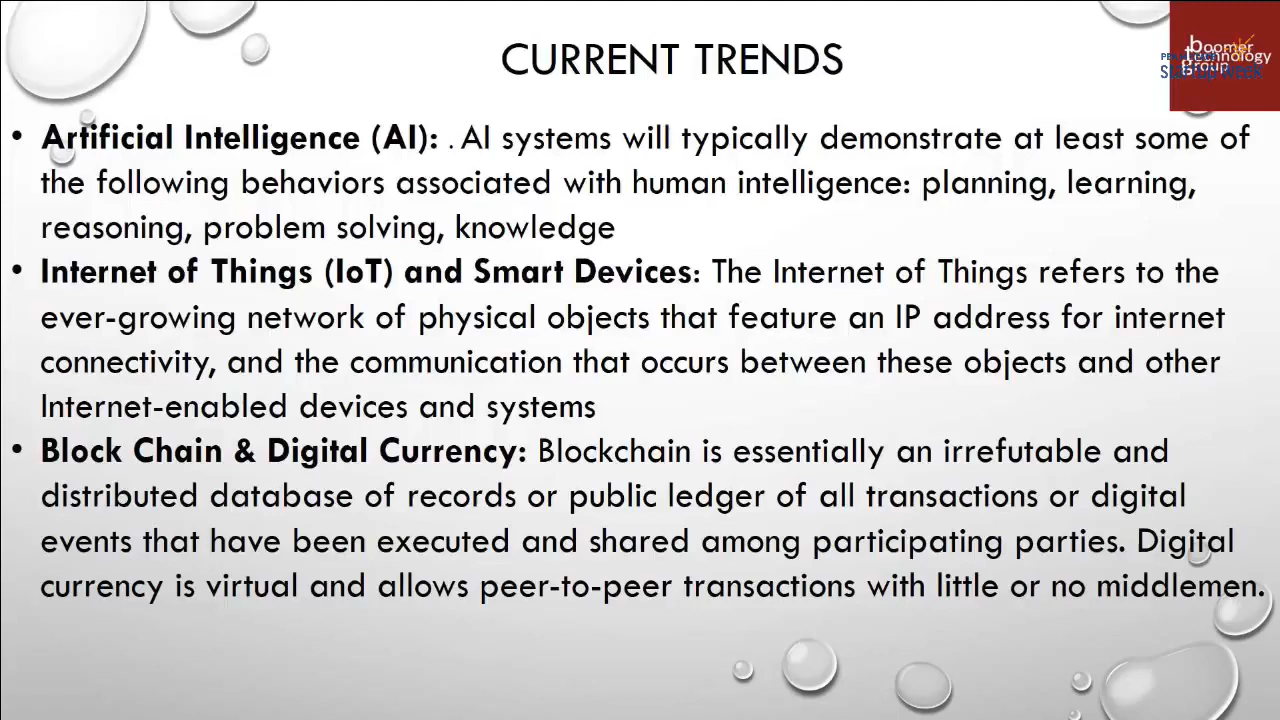 CURRENT TRENDS
boomer
technology
group
Startup Week
• Artificial Intelligence (AI): . AI systems will typically demonstrate at least some of
the following behaviors associated with human intelligence: planning, learning,
reasoning, problem solving, knowledge
• Internet of Things (IoT) and Smart Devices: The Internet of Things refers to the
ever-growing network of physical objects that feature an IP address for internet
connectivity, and the communication that occurs between these objects and other
Internet-enabled devices and systems
• Block Chain & Digital Currency: Blockchain is essentially an irrefutable and
distributed database of records or public ledger of all transactions or digital
events that have been executed and shared among participating parties. Digital
currency is virtual and allows peer-to-peer transactions with little or no middlemen.